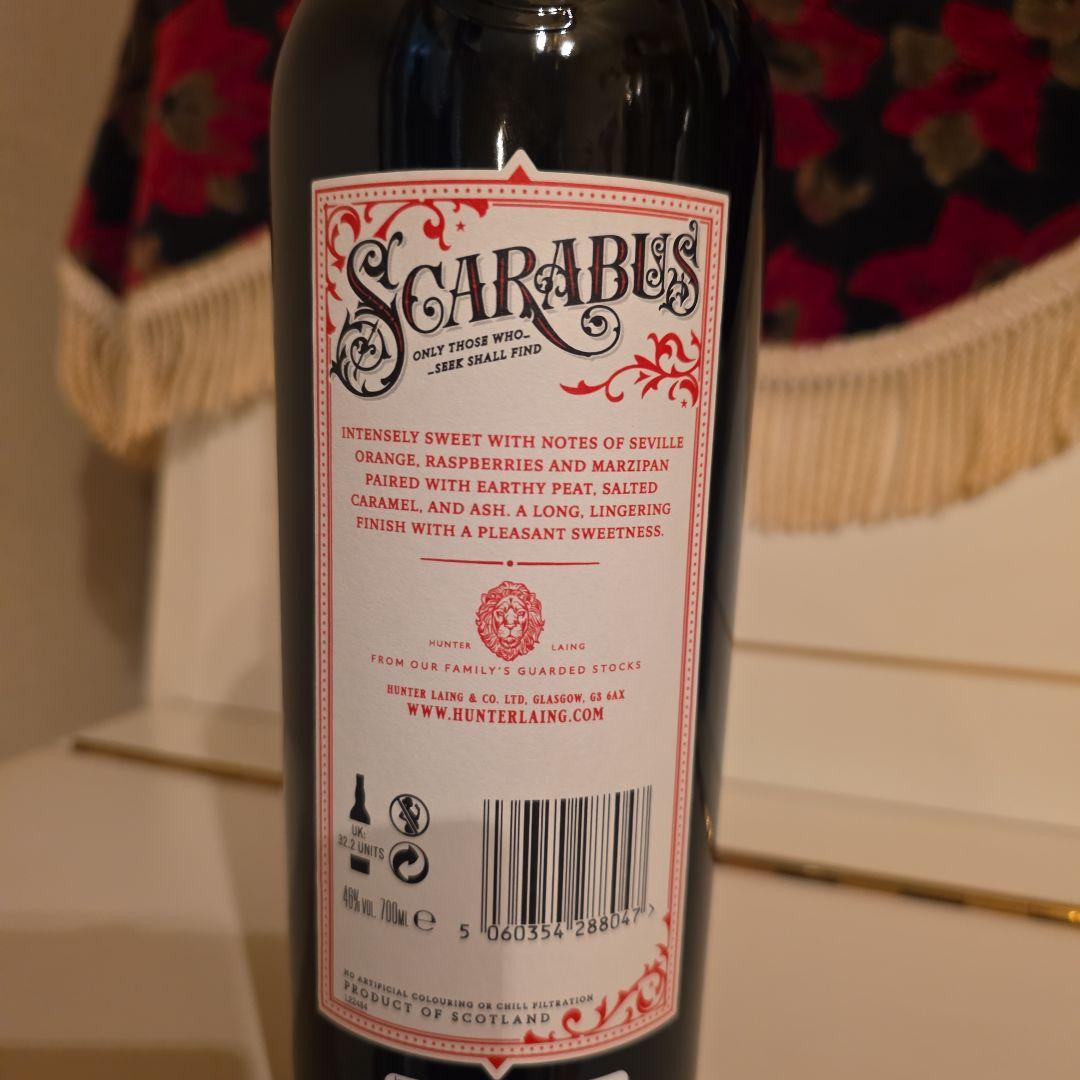 SCARABUS
ONLY THOSE WHO_
_SEEK SHALL FIND
INTENSELY SWEET WITH NOTES OF SEVILLE
ORANGE, RASPBERRIES AND MARZIPAN
PAIRED WITH EARTHY PEAT, SALTED
CARAMEL, AND ASH. A LONG, LINGERING
FINISH WITH A PLEASANT SWEETNESS.
HUNTER LAING
FROM OUR FAMILY'S GUARDED STOCKS
HUNTER LAING & CO. LTD, GLASGOW, G3 6AX
WWW.HUNTERLAING.COM
UK:
32.2 UNITS
46% VOL. 700ML e
5 060354 288047 >
NO ARTIFICIAL COLOURING OR CHILL FILTRATION
PRODUCT OF SCOTLAND